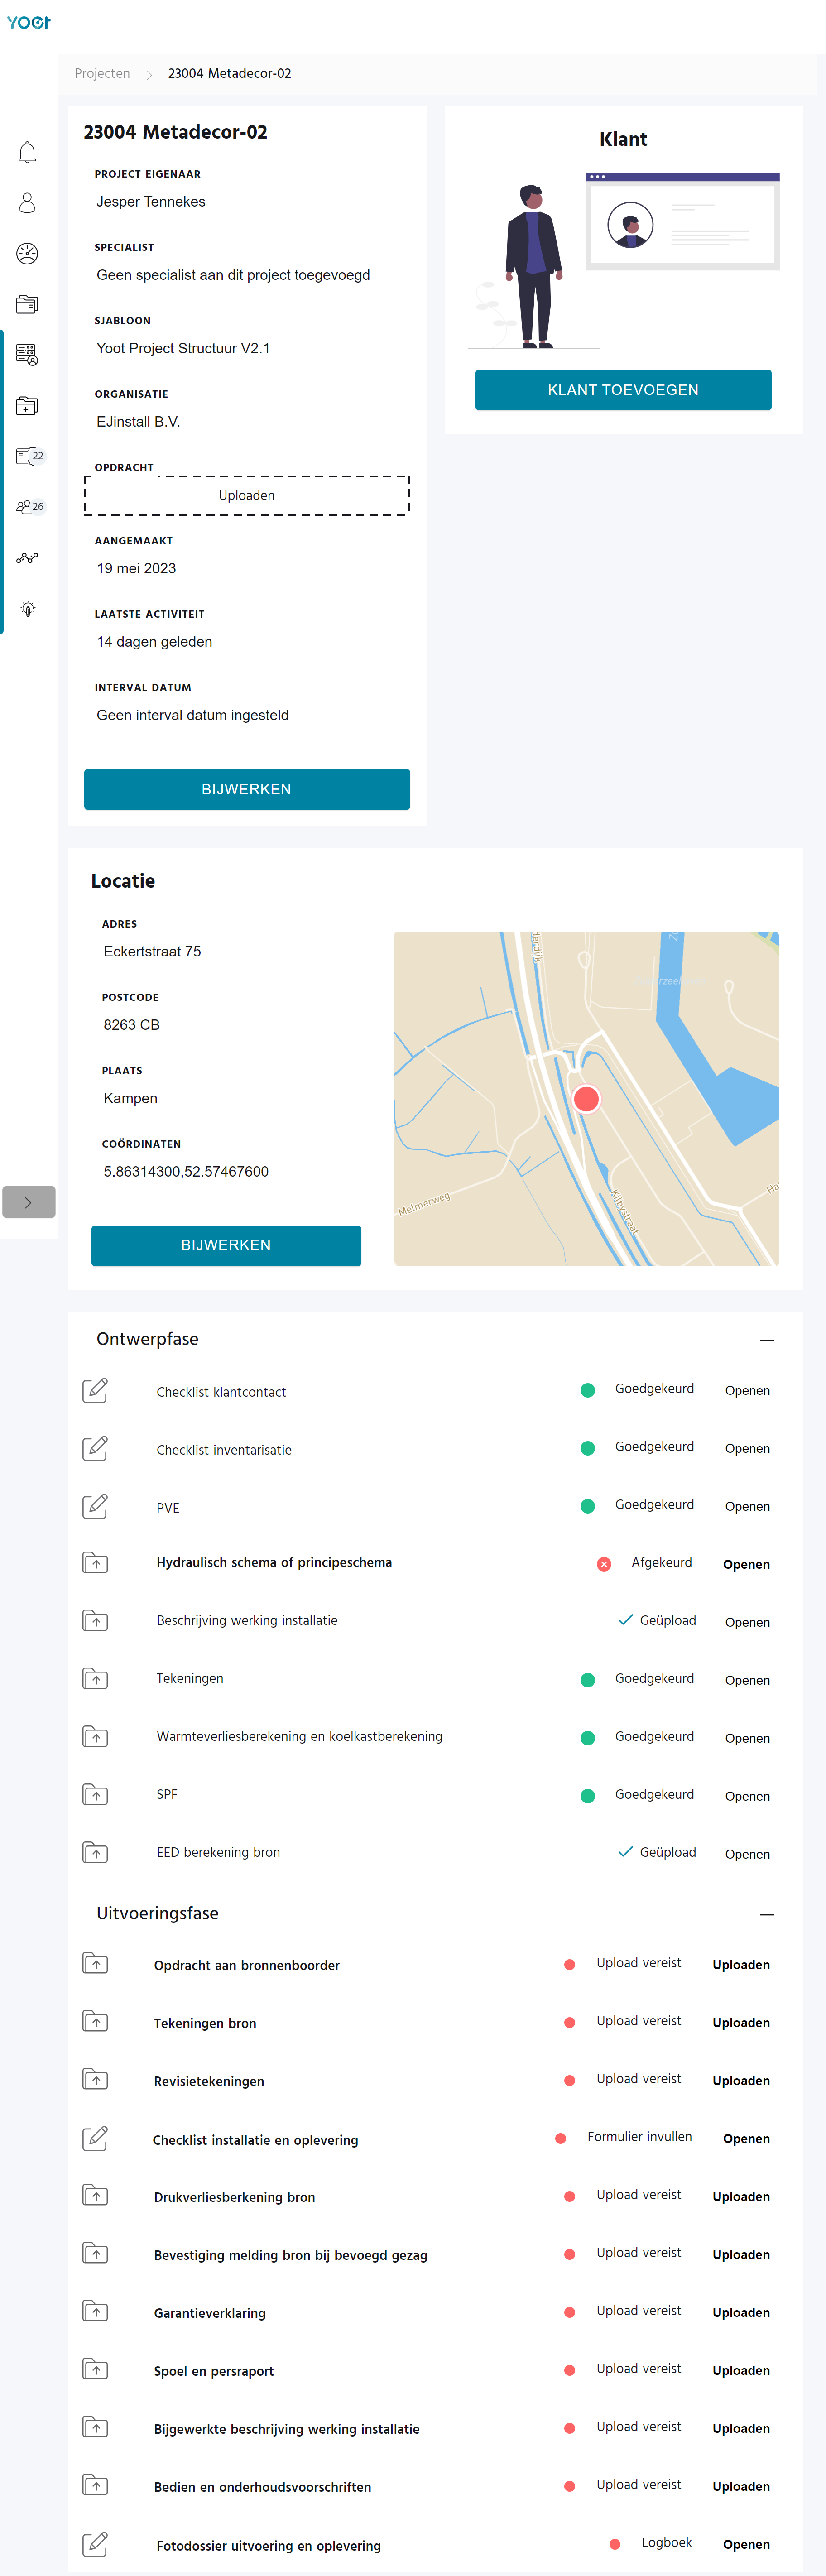 Yoot
Projecten > 23004 Metadecor-02
23004 Metadecor-02
PROJECT EIGENAAR
Jesper Tennekes
SPECIALIST
Geen specialist aan dit project toegevoegd
SJABLOON
Yoot Project Structuur V2.1
ORGANISATIE
EJinstall B.V.
OPDRACHT
Uploaden
AANGEMAAKT
19 mei 2023
LAATSTE ACTIVITEIT
14 dagen geleden
INTERVAL DATUM
Geen interval datum ingesteld
BIJWERKEN
Klant
KLANT TOEVOEGEN
22
26
Locatie
ADRES
Eckertstraat 75
POSTCODE
8263 CB
PLAATS
Kampen
COÖRDINATEN
5.86314300,52.57467600
BIJWERKEN
derdijk
Melmerweg
Kilbystraat
Ha
Ontwerpfase
Checklist klantcontact Goedgekeurd Openen
Checklist inventarisatie Goedgekeurd Openen
PVE Goedgekeurd Openen
Hydraulisch schema of principeschema Afgekeurd Openen
Beschrijving werking installatie Geüpload Openen
Tekeningen Goedgekeurd Openen
Warmteverliesberekening en koelkastberekening Goedgekeurd Openen
SPF Goedgekeurd Openen
EED berekening bron Geüpload Openen
Uitvoeringsfase
Opdracht aan bronnenboorder Upload vereist Uploaden
Tekeningen bron Upload vereist Uploaden
Revisietekeningen Upload vereist Uploaden
Checklist installatie en oplevering Formulier invullen Openen
Drukverliesberkening bron Upload vereist Uploaden
Bevestiging melding bron bij bevoegd gezag Upload vereist Uploaden
Garantieverklaring Upload vereist Uploaden
Spoel en persraport Upload vereist Uploaden
Bijgewerkte beschrijving werking installatie Upload vereist Uploaden
Bedien en onderhoudsvoorschriften Upload vereist Uploaden
Fotodossier uitvoering en oplevering Logboek Openen